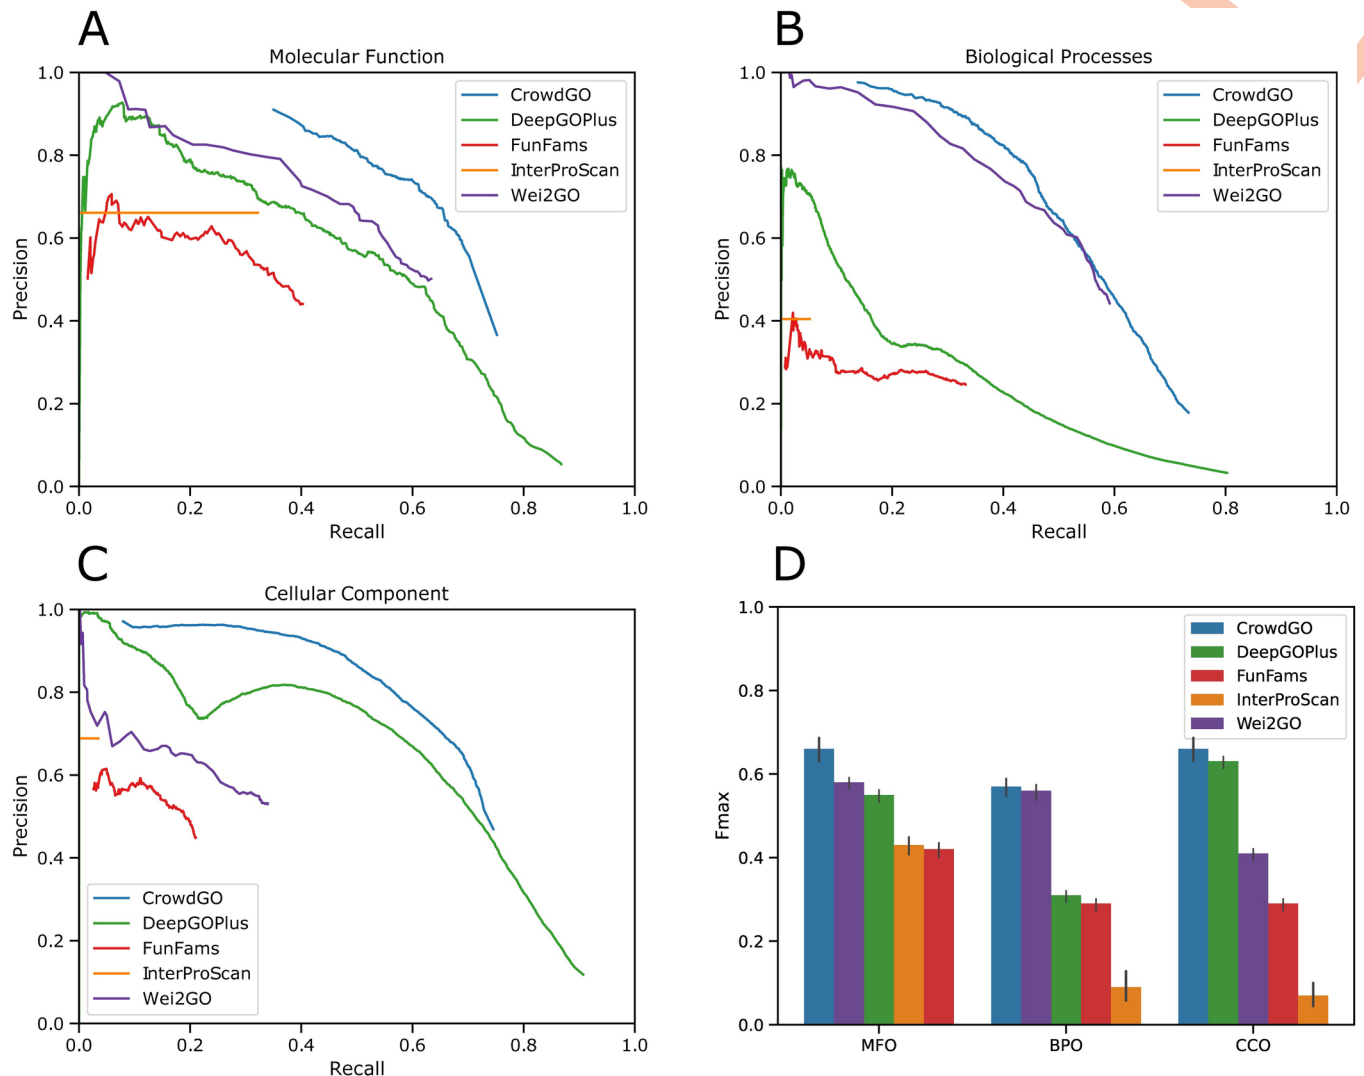 A
Molecular Function
1.0
0.8
0.6
0.4
0.2
0.0
Precision
0.0 0.2 0.4 0.6 0.8 1.0
Recall
CrowdGO
DeepGOPlus
FunFams
InterProScan
Wei2GO
B
Biological Processes
1.0
0.8
0.6
0.4
0.2
0.0
Precision
0.0 0.2 0.4 0.6 0.8 1.0
Recall
CrowdGO
DeepGOPlus
FunFams
InterProScan
Wei2GO
C
Cellular Component
1.0
0.8
0.6
0.4
0.2
0.0
Precision
0.0 0.2 0.4 0.6 0.8 1.0
Recall
CrowdGO
DeepGOPlus
FunFams
InterProScan
Wei2GO
D
1.0
0.8
0.6
0.4
0.2
0.0
Fmax
MFO BPO CCO
CrowdGO
DeepGOPlus
FunFams
InterProScan
Wei2GO